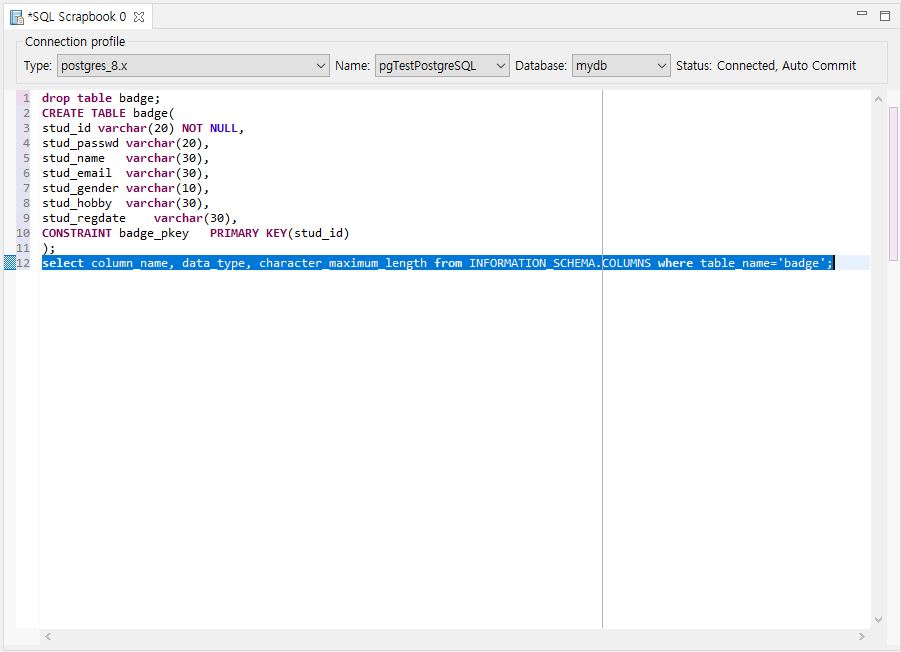 *SQL Scrapbook 0
Connection profile
Type: postgres_8.x Name: pgTestPostgreSQL Database: mydb Status: Connected, Auto Commit
1 drop table badge;
2 CREATE TABLE badge(
3 stud_id varchar(20) NOT NULL,
4 stud_passwd varchar(20),
5 stud_name   varchar(30),
6 stud_email  varchar(30),
7 stud_gender varchar(10),
8 stud_hobby  varchar(30),
9 stud_regdate    varchar(30),
10 CONSTRAINT badge_pkey   PRIMARY KEY(stud_id)
11 );
12 select column_name, data_type, character_maximum_length from INFORMATION_SCHEMA.COLUMNS where table_name='badge';